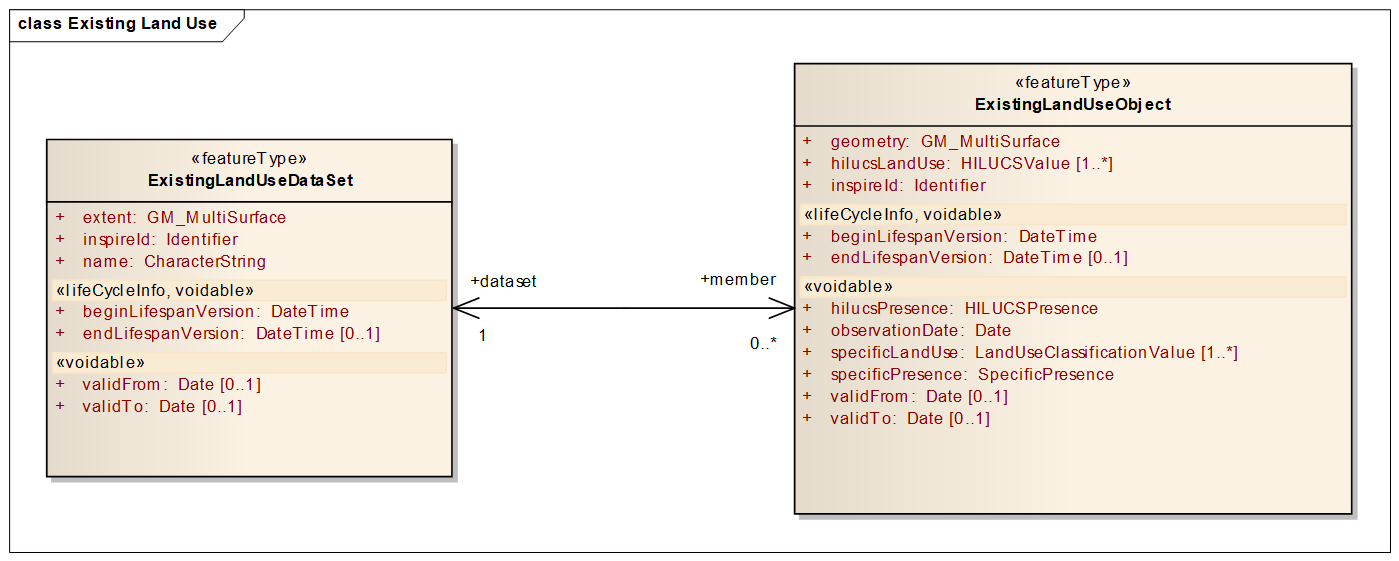 class Existing Land Use
«featureType»
ExistingLandUseDataSet
+ extent: GM_MultiSurface
+ inspireId: Identifier
+ name: CharacterString
«lifeCycleInfo, voidable»
+ beginLifespanVersion: DateTime
+ endLifespanVersion: DateTime [0..1]
«voidable»
+ validFrom: Date [0..1]
+ validTo: Date [0..1]
+dataset
1
+member
0..*
«featureType»
ExistingLandUseObject
+ geometry: GM_MultiSurface
+ hilucsLandUse: HILUCSValue [1..*]
+ inspireId: Identifier
«lifeCycleInfo, voidable»
+ beginLifespanVersion: DateTime
+ endLifespanVersion: DateTime [0..1]
«voidable»
+ hilucsPresence: HILUCSPresence
+ observationDate: Date
+ specificLandUse: LandUseClassificationValue [1..*]
+ specificPresence: SpecificPresence
+ validFrom: Date [0..1]
+ validTo: Date [0..1]